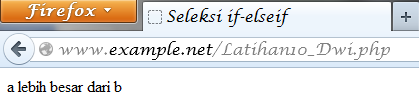 Firefox
Seleksi if-elseif
www.example.net/Latihan10_Dwi.php
a lebih besar dari b